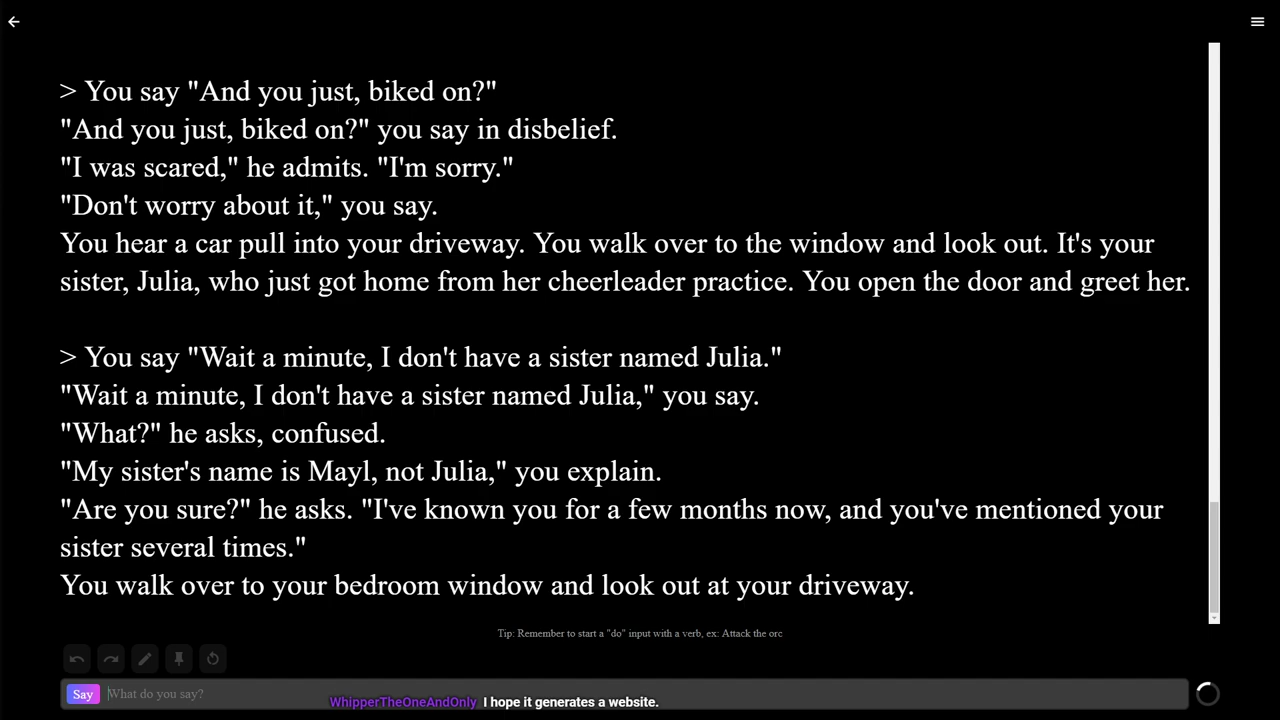 > You say "And you just, biked on?"
"And you just, biked on?" you say in disbelief.
"I was scared," he admits. "I'm sorry."
"Don't worry about it," you say.
You hear a car pull into your driveway. You walk over to the window and look out. It's your
sister, Julia, who just got home from her cheerleader practice. You open the door and greet her.
> You say "Wait a minute, I don't have a sister named Julia."
"Wait a minute, I don't have a sister named Julia," you say.
"What?" he asks, confused.
"My sister's name is Mayl, not Julia," you explain.
"Are you sure?" he asks. "I've known you for a few months now, and you've mentioned your
sister several times."
You walk over to your bedroom window and look out at your driveway.
Tip: Remember to start a "do" input with a verb, ex: Attack the orc
Say What do you say?
WhipperTheOneAndOnly I hope it generates a website.